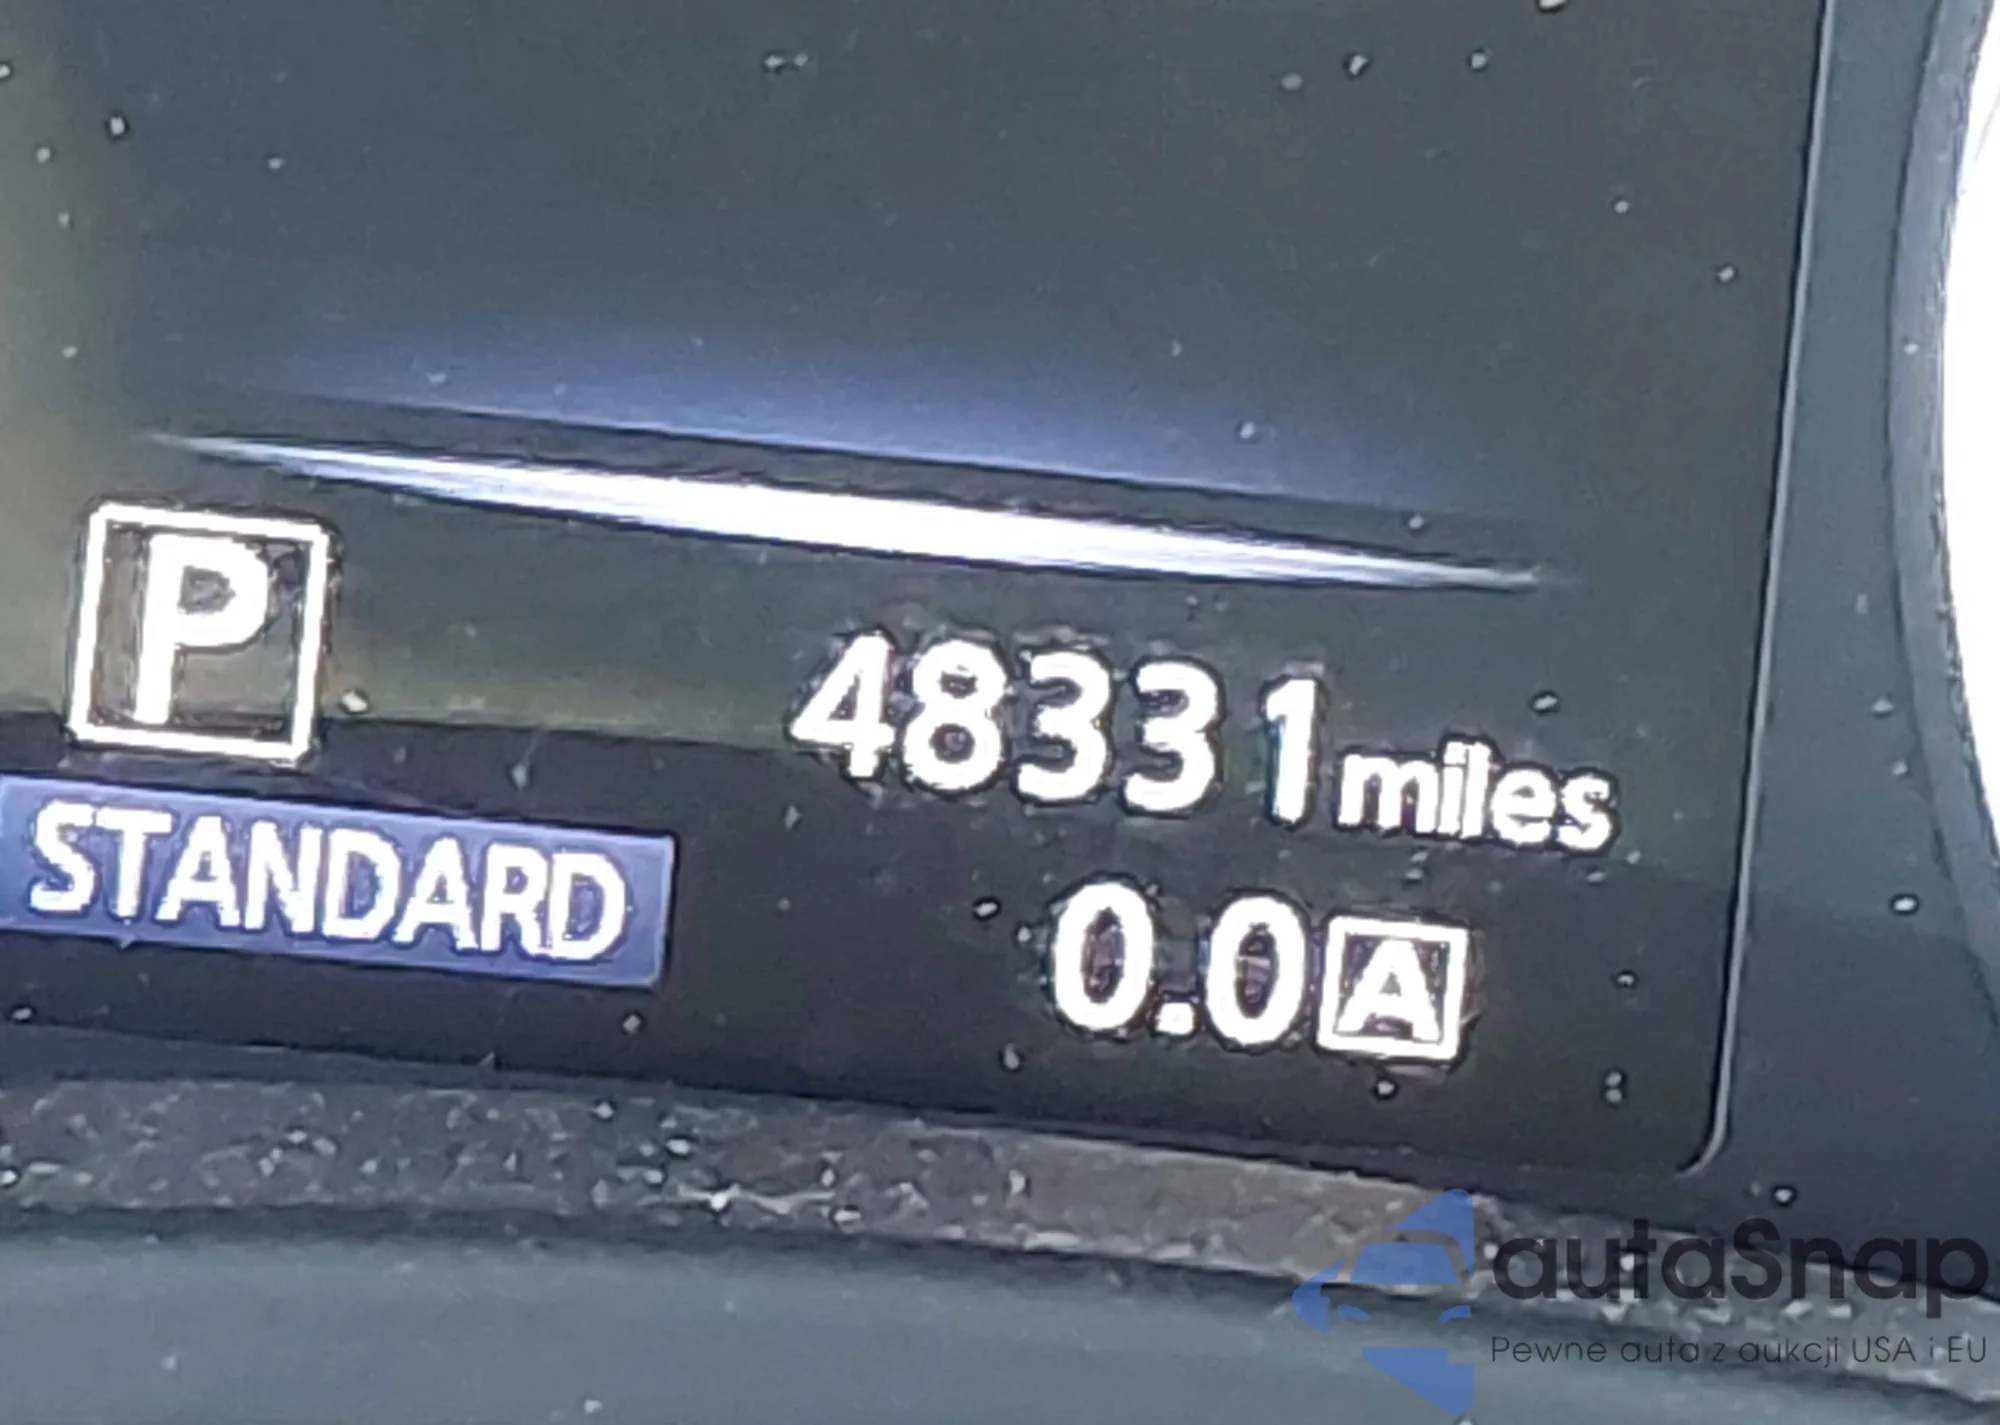 P
48331 miles
STANDARD
0.0 A
autaSnap
Pewne auta z aukcji USA i EU